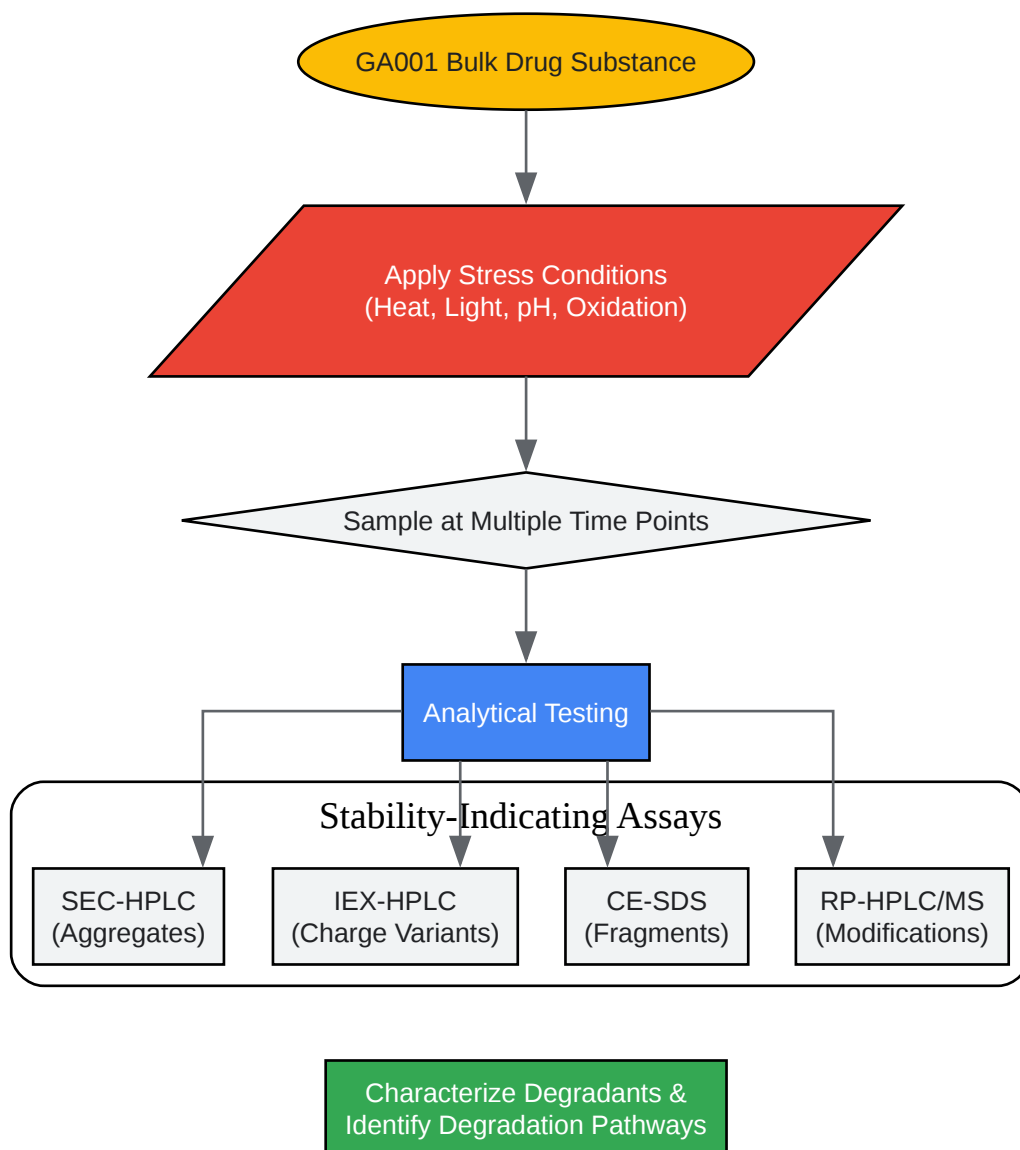 GA001 Bulk Drug Substance
Apply Stress Conditions
(Heat, Light, pH, Oxidation)
Sample at Multiple Time Points
Analytical Testing
Stability-Indicating Assays
SEC-HPLC
(Aggregates)
IEX-HPLC
(Charge Variants)
CE-SDS
(Fragments)
RP-HPLC/MS
(Modifications)
Characterize Degradants &
Identify Degradation Pathways